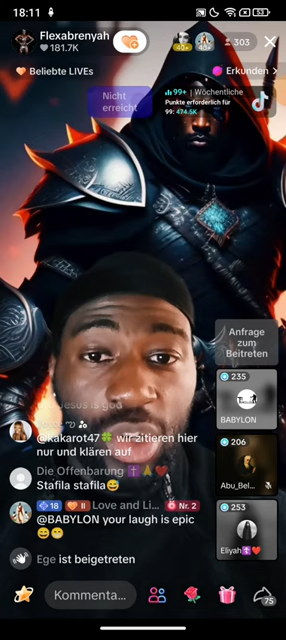 18:11
53
Flexabrenyah
181.7K
40+
40+
303
Beliebte LIVEs
Erkunden
Nicht
erreicht
99+ | Wöchentliche
Punkte erforderlich für
99: 474.5K
Anfrage
zum
Beitreten
235
BABYLON
206
Abu_Bel...
253
Eliyah✝️❤️
Jesus is god
@kakarot47🍀 wir zitieren hier
nur und klären auf
Die Offenbarung ✝️🙏❤️
Stafila stafila😅
18 II Love and Li... Nr. 2
@BABYLON your laugh is epic
😄😁
Ege ist beigetreten
Kommenta...
75